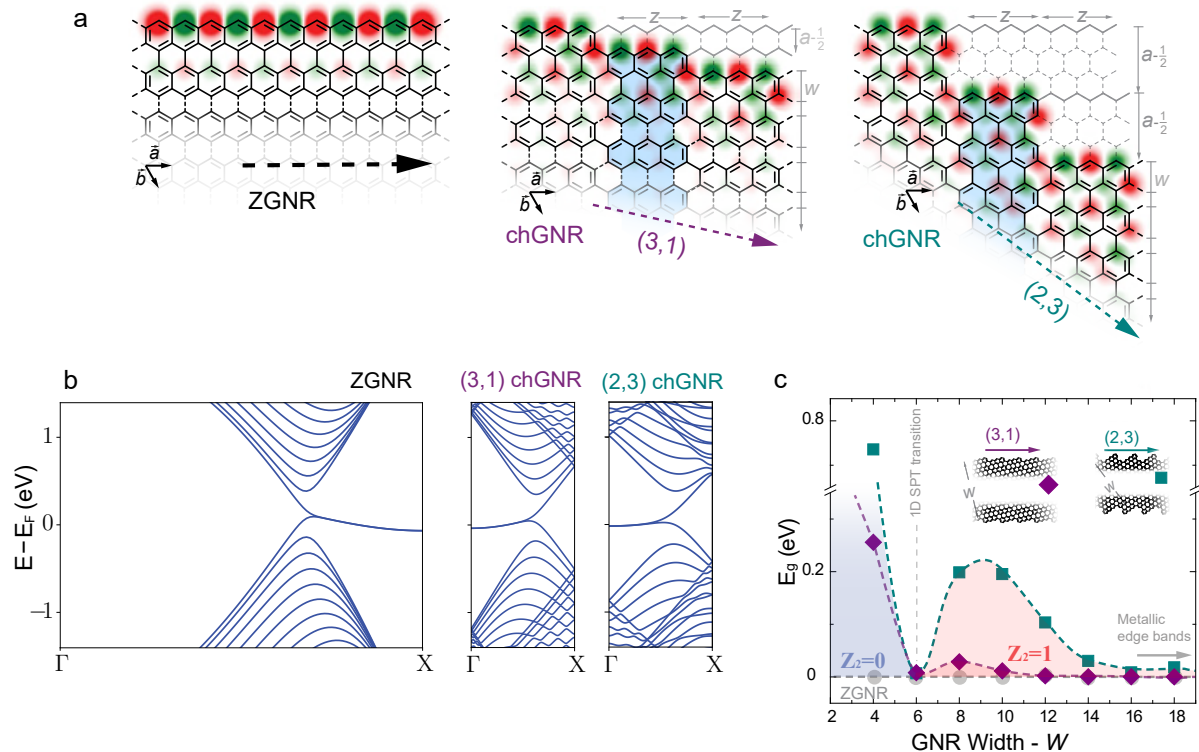 a
ZGNR
a⃗
b⃗
z z
a-½
w
chGNR
a⃗
b⃗
(3,1)
z z
a-½
a-½
w
chGNR
a⃗
b⃗
(2,3)
b
ZGNR
(3,1) chGNR
(2,3) chGNR
E−E_F (eV)
1
0
−1
Γ X
Γ X
Γ X
c
E_g (eV)
0.8
0.2
0
1D SPT transition
(3,1)
(2,3)
w
w
Z₂=0
Z₂=1
ZGNR
Metallic
edge bands
2 4 6 8 10 12 14 16 18
GNR Width - W